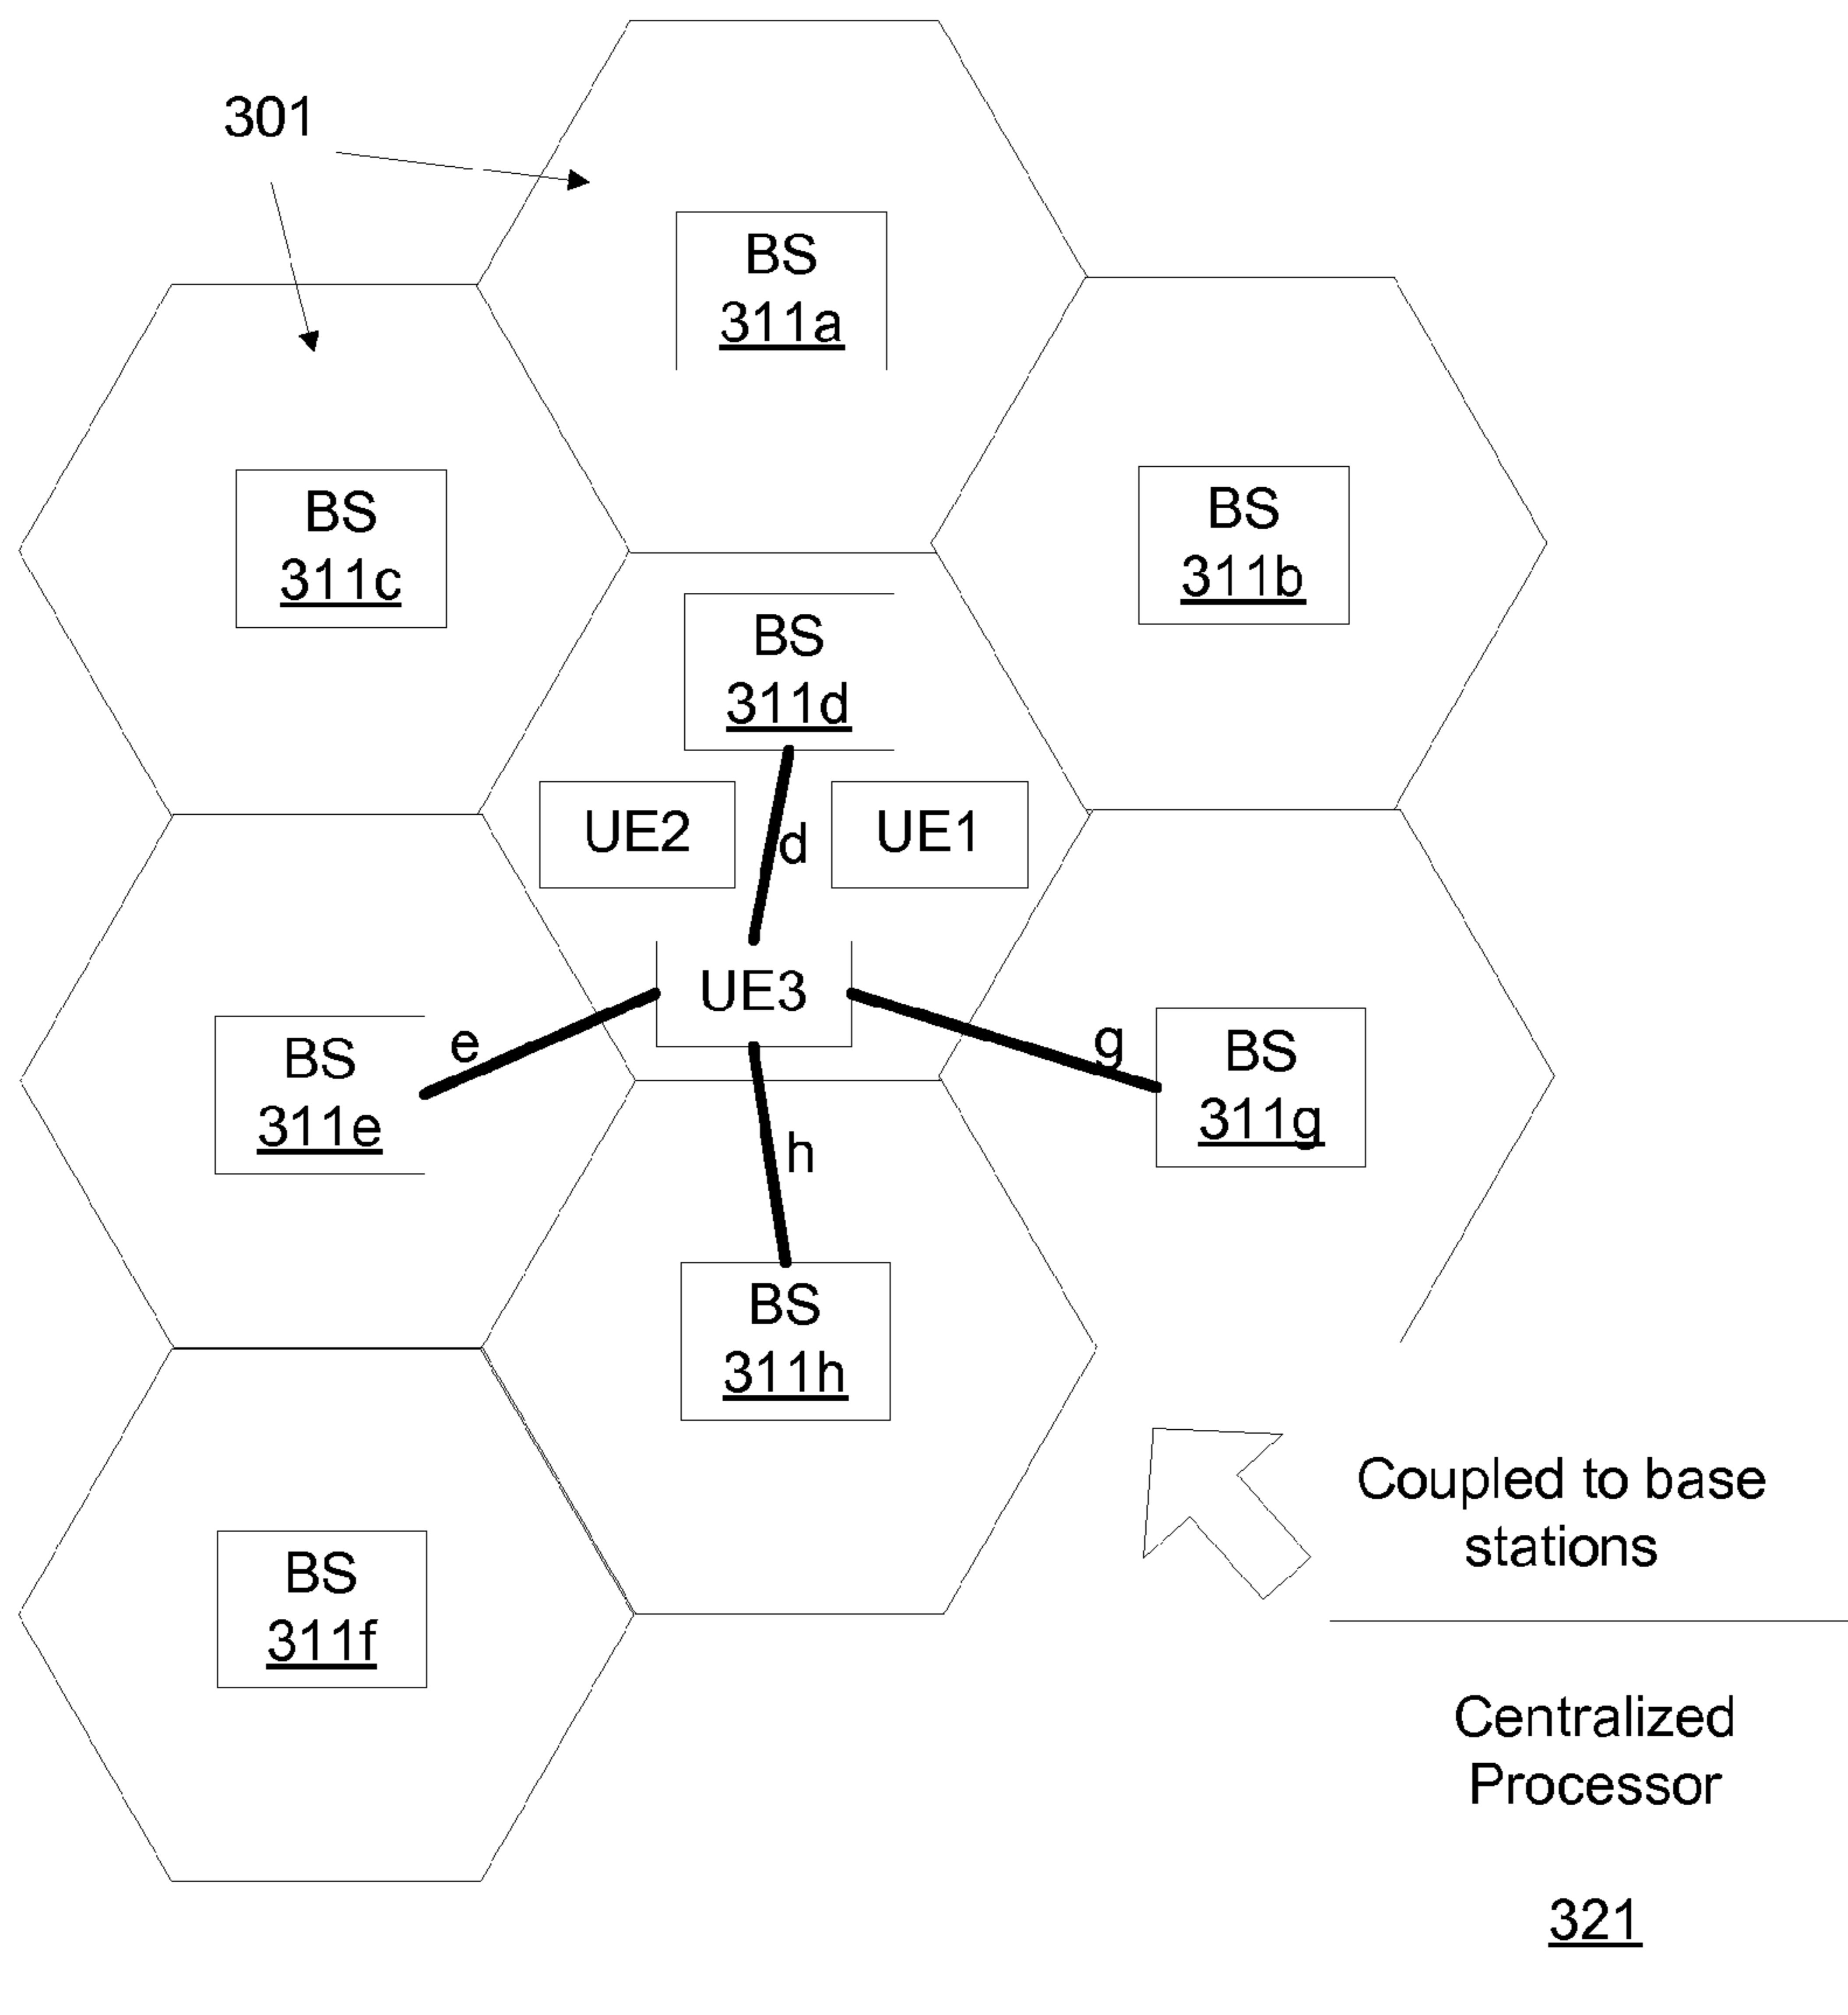 301
BS
311a
BS
311c
BS
311b
BS
311d
UE2
d
UE1
UE3
e
g
BS
311e
BS
311g
h
BS
311h
Coupled to base
stations
BS
311f
Centralized
Processor
321